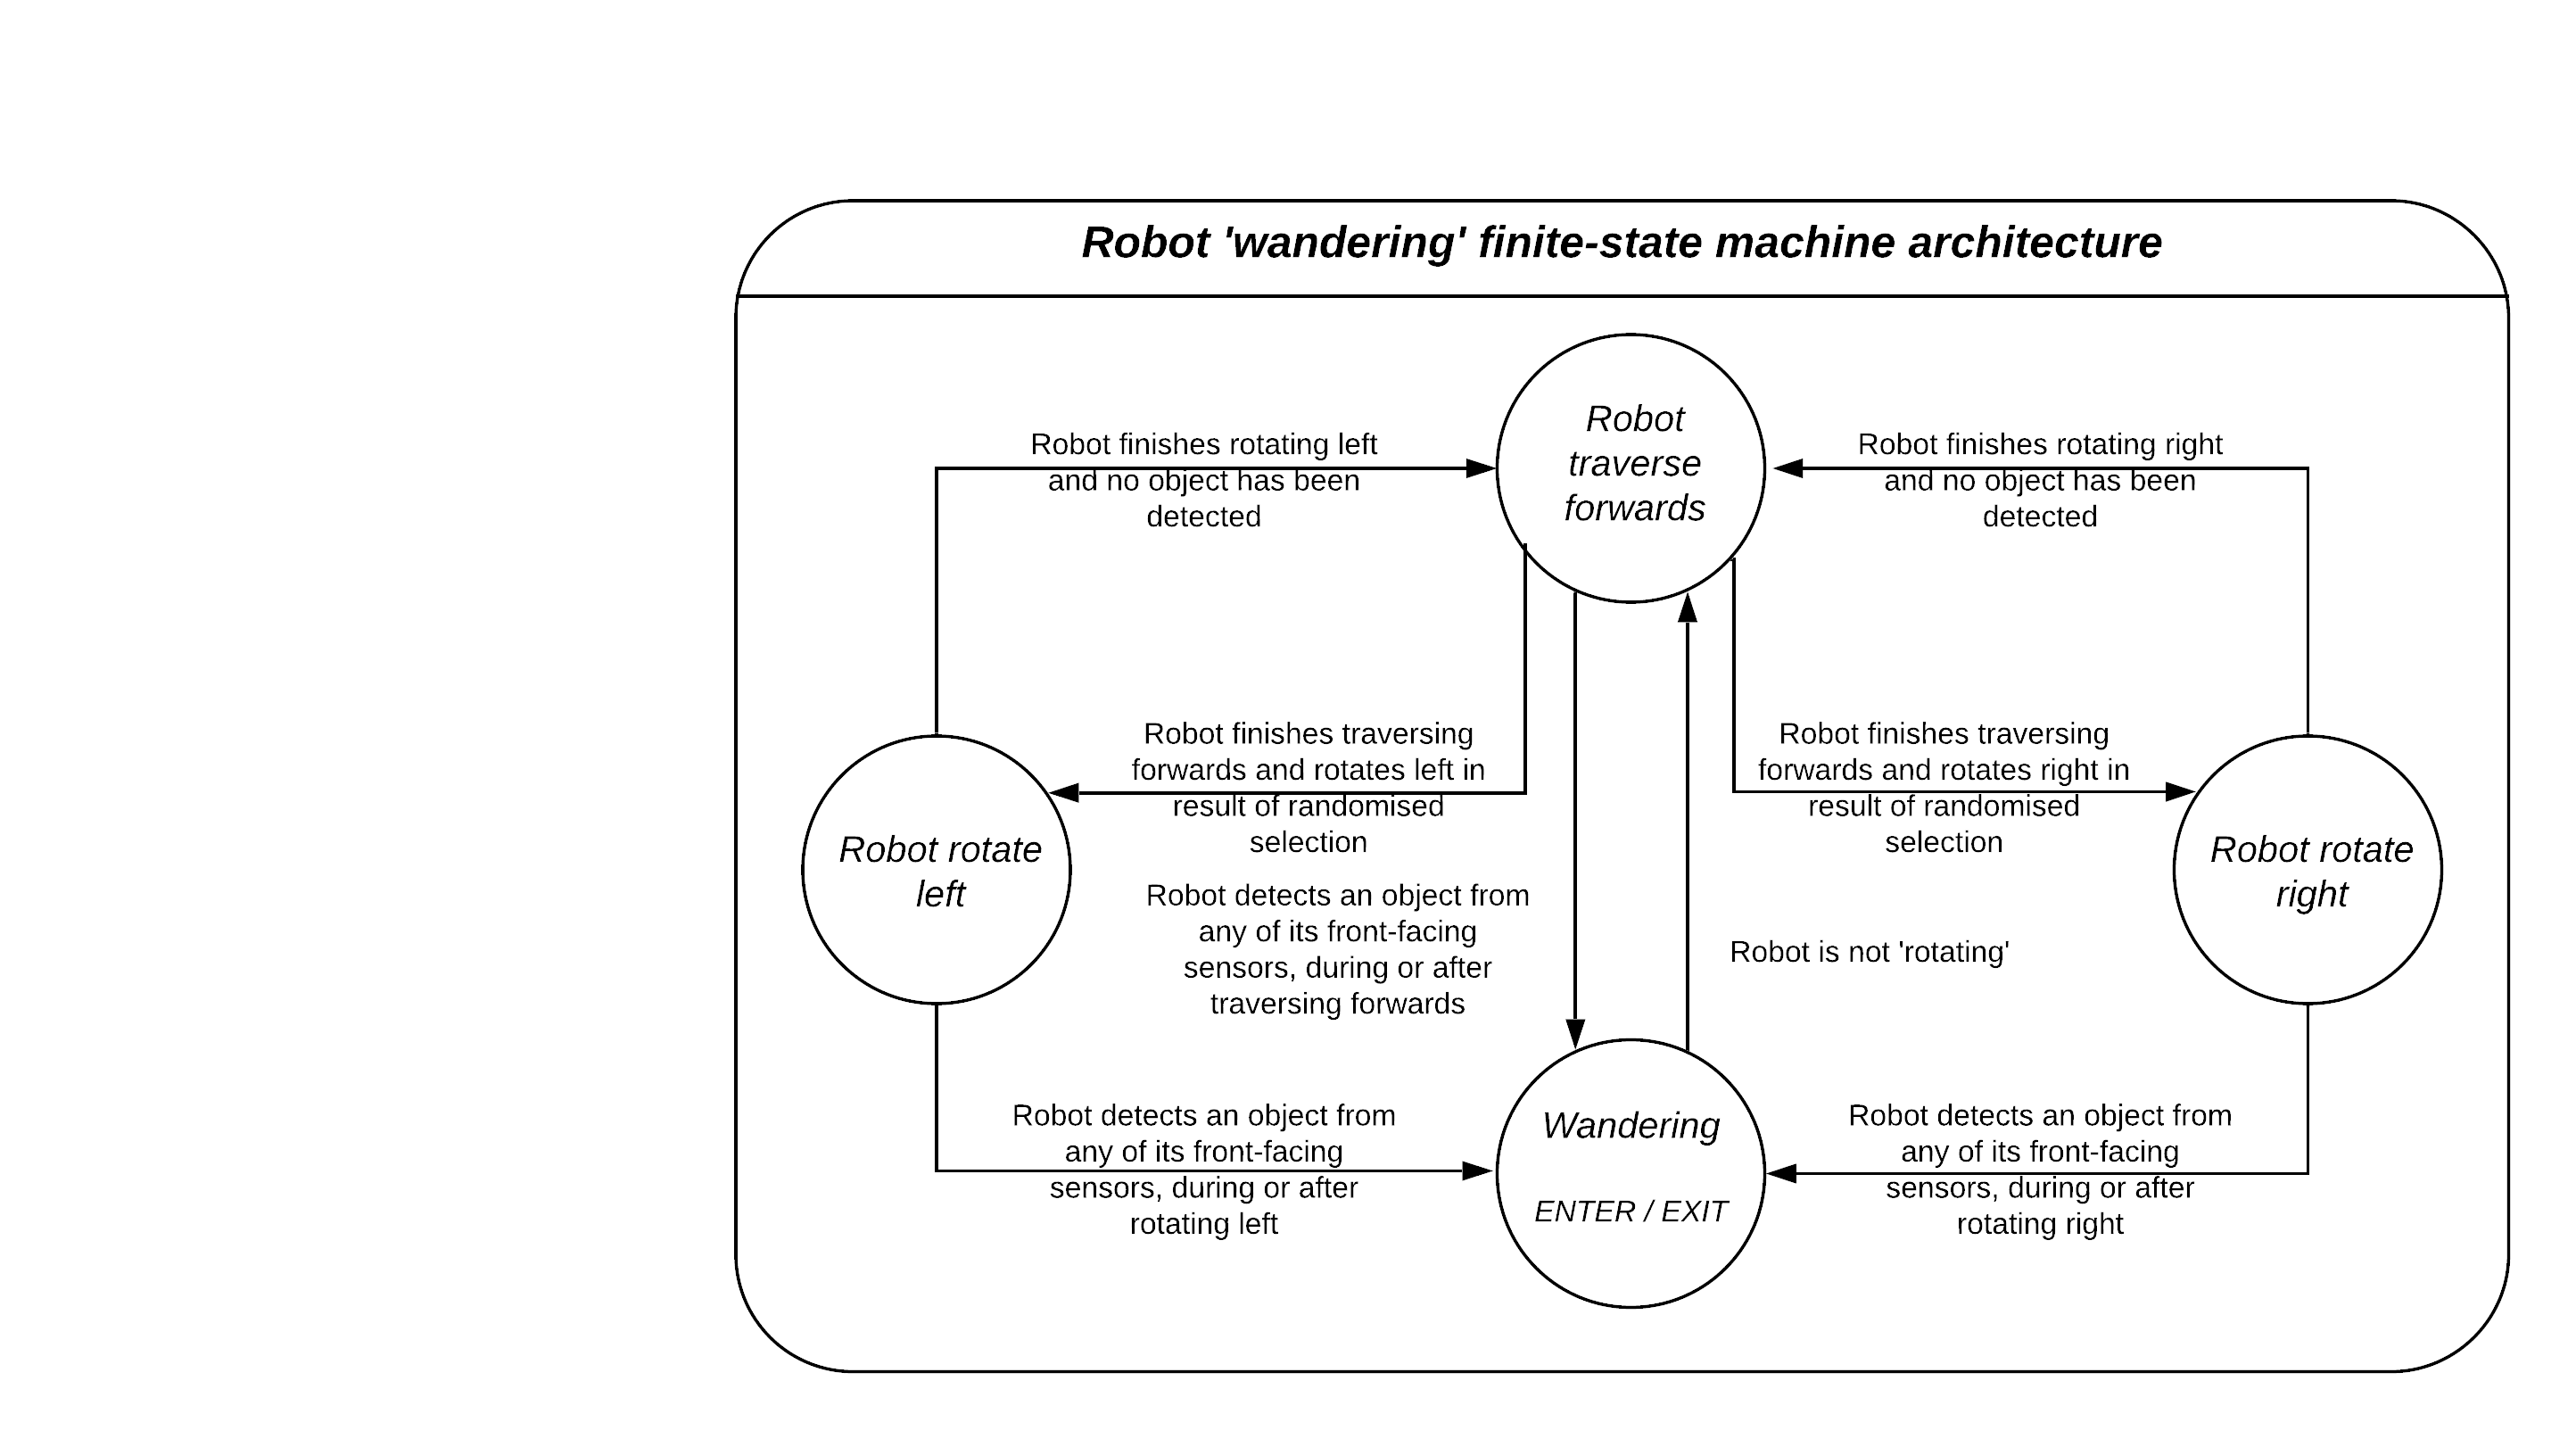 Robot 'wandering' finite-state machine architecture
Robot
traverse
forwards
Robot finishes rotating left
and no object has been
detected
Robot finishes rotating right
and no object has been
detected
Robot finishes traversing
forwards and rotates left in
result of randomised
selection
Robot finishes traversing
forwards and rotates right in
result of randomised
selection
Robot rotate
left
Robot rotate
right
Robot detects an object from
any of its front-facing
sensors, during or after
traversing forwards
Robot is not 'rotating'
Robot detects an object from
any of its front-facing
sensors, during or after
rotating left
Wandering
ENTER / EXIT
Robot detects an object from
any of its front-facing
sensors, during or after
rotating right